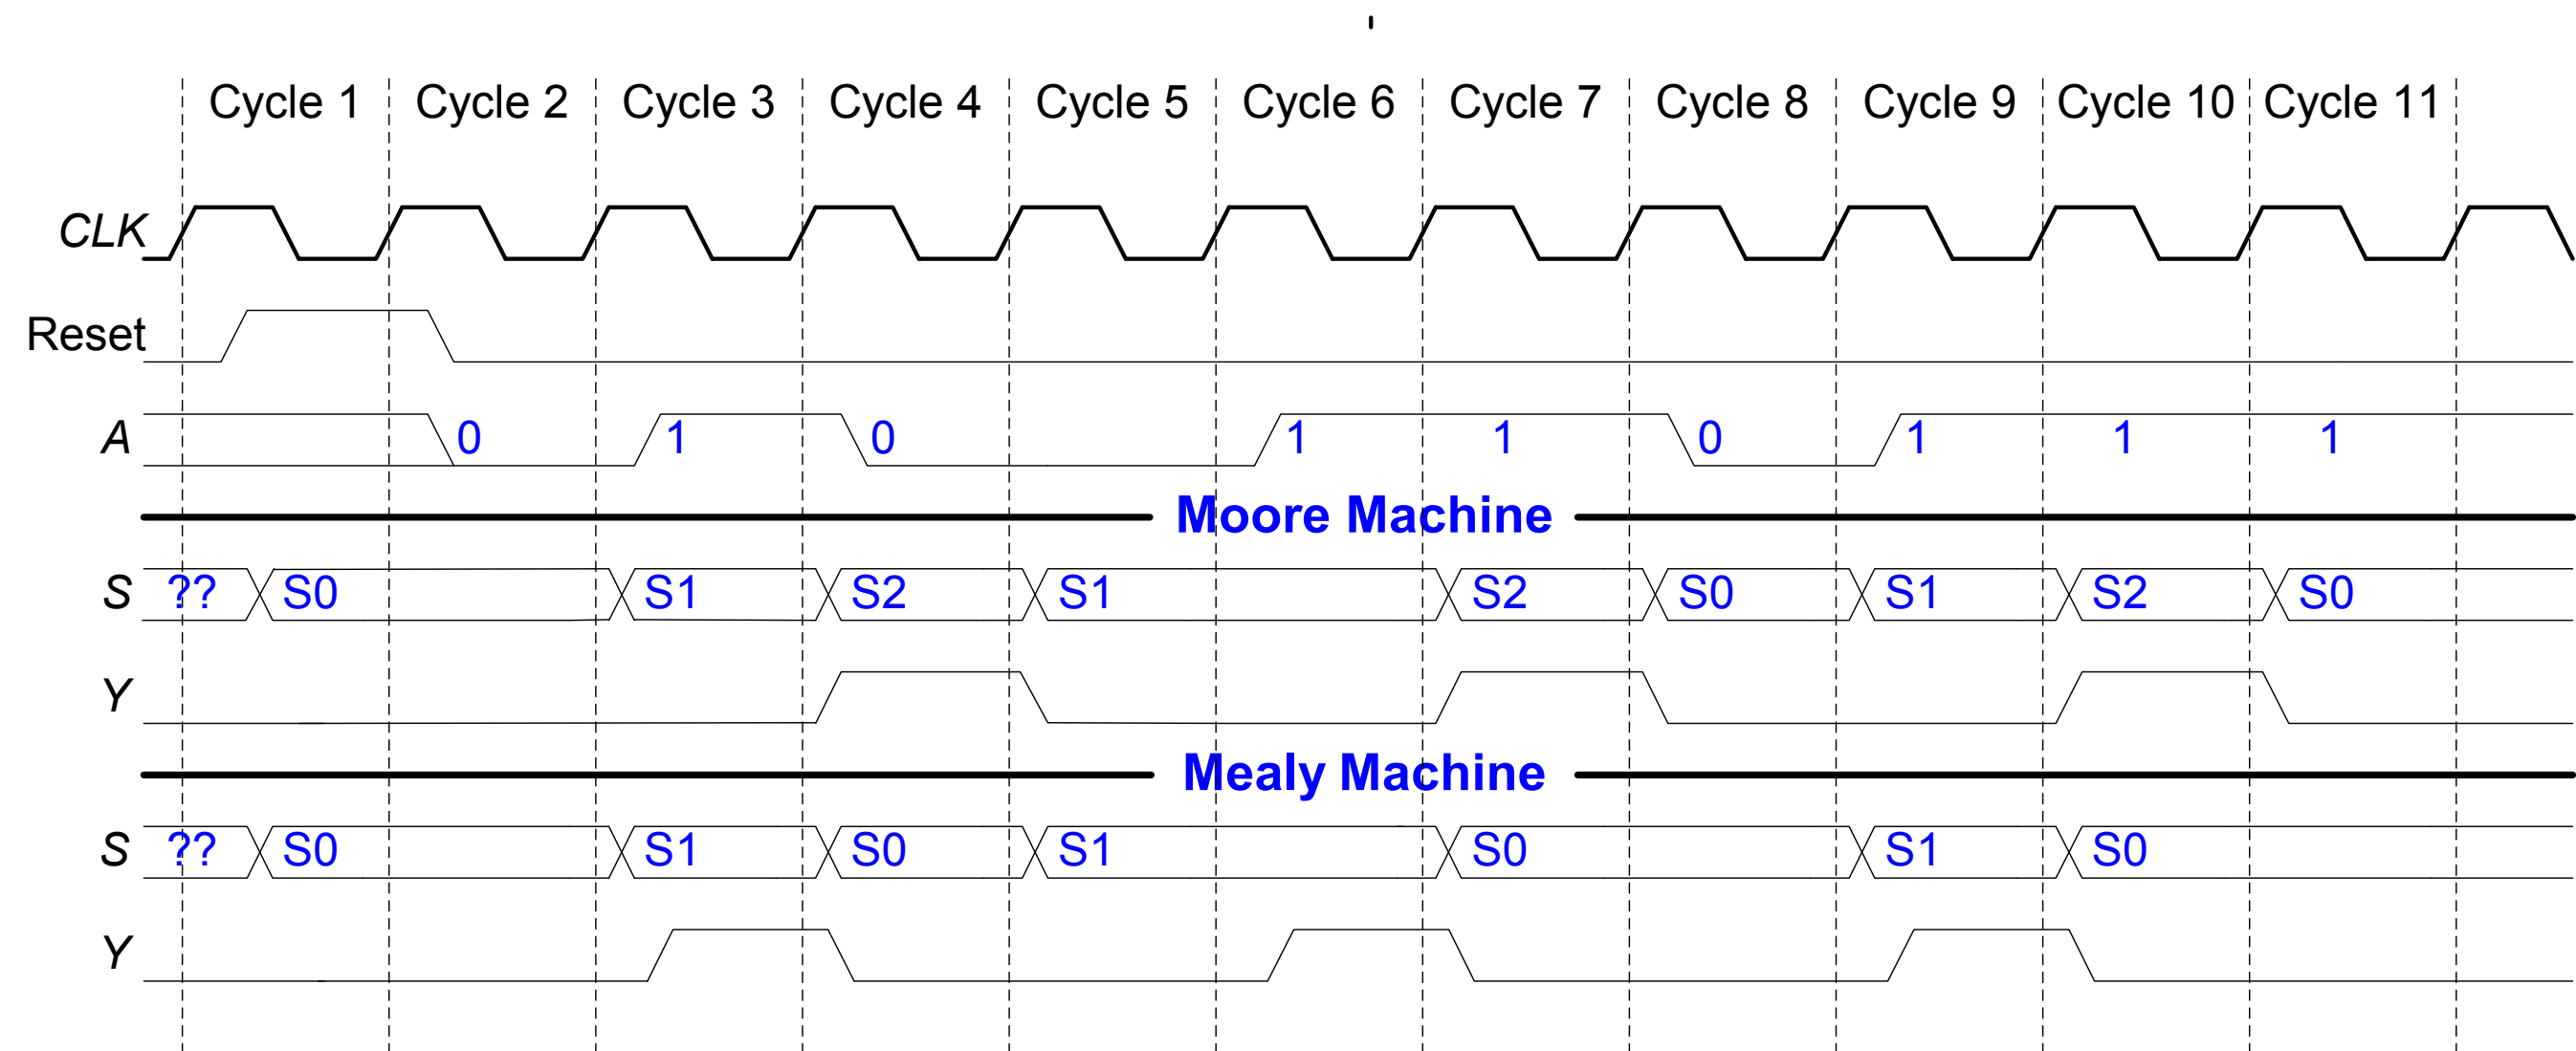 Cycle 1 Cycle 2 Cycle 3 Cycle 4 Cycle 5 Cycle 6 Cycle 7 Cycle 8 Cycle 9 Cycle 10 Cycle 11
CLK
Reset
A 0 1 0 1 1 0 1 1 1
Moore Machine
S ?? S0 S1 S2 S1 S2 S0 S1 S2 S0
Y
Mealy Machine
S ?? S0 S1 S0 S1 S0 S1 S0
Y